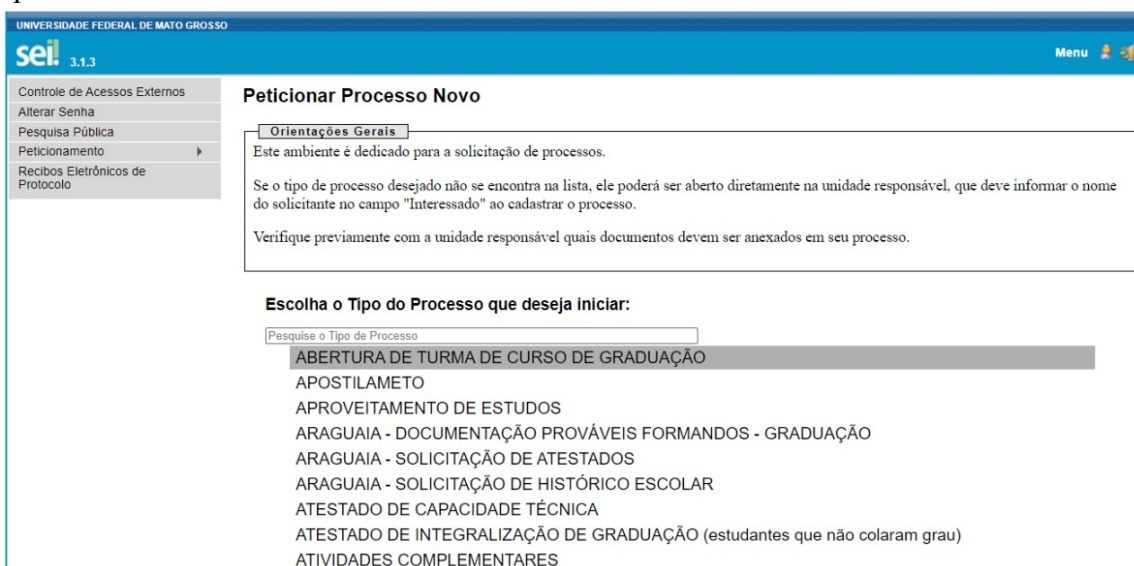 UNIVERSIDADE FEDERAL DE MATO GROSSO
sei! 3.1.3
Menu
Controle de Acessos Externos
Alterar Senha
Pesquisa Pública
Peticionamento
Recibos Eletrônicos de
Protocolo
Peticionar Processo Novo
Orientações Gerais
Este ambiente é dedicado para a solicitação de processos.
Se o tipo de processo desejado não se encontra na lista, ele poderá ser aberto diretamente na unidade responsável, que deve informar o nome
do solicitante no campo "Interessado" ao cadastrar o processo.
Verifique previamente com a unidade responsável quais documentos devem ser anexados em seu processo.
Escolha o Tipo do Processo que deseja iniciar:
Pesquise o Tipo de Processo
ABERTURA DE TURMA DE CURSO DE GRADUAÇÃO
APOSTILAMETO
APROVEITAMENTO DE ESTUDOS
ARAGUAIA - DOCUMENTAÇÃO PROVÁVEIS FORMANDOS - GRADUAÇÃO
ARAGUAIA - SOLICITAÇÃO DE ATESTADOS
ARAGUAIA - SOLICITAÇÃO DE HISTÓRICO ESCOLAR
ATESTADO DE CAPACIDADE TÉCNICA
ATESTADO DE INTEGRALIZAÇÃO DE GRADUAÇÃO (estudantes que não colaram grau)
ATIVIDADES COMPLEMENTARES